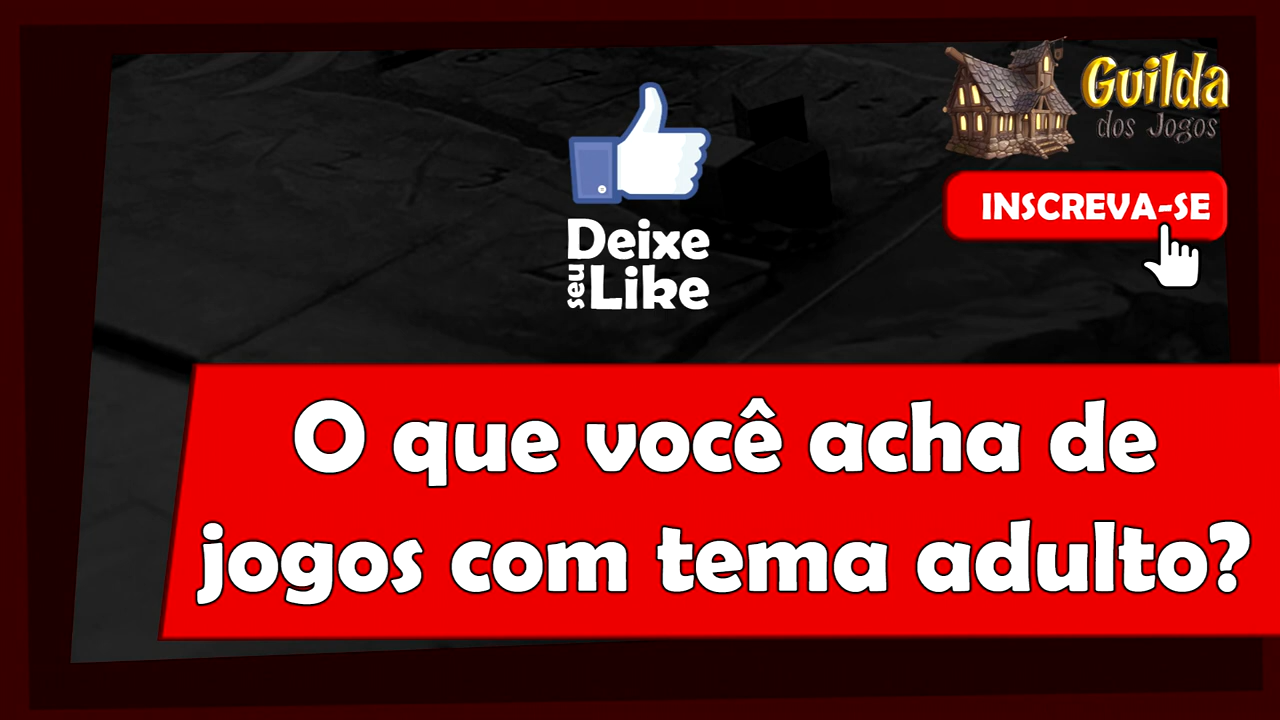 Guilda
dos Jogos
INSCREVA-SE
Deixe
seu Like
O que você acha de
jogos com tema adulto?